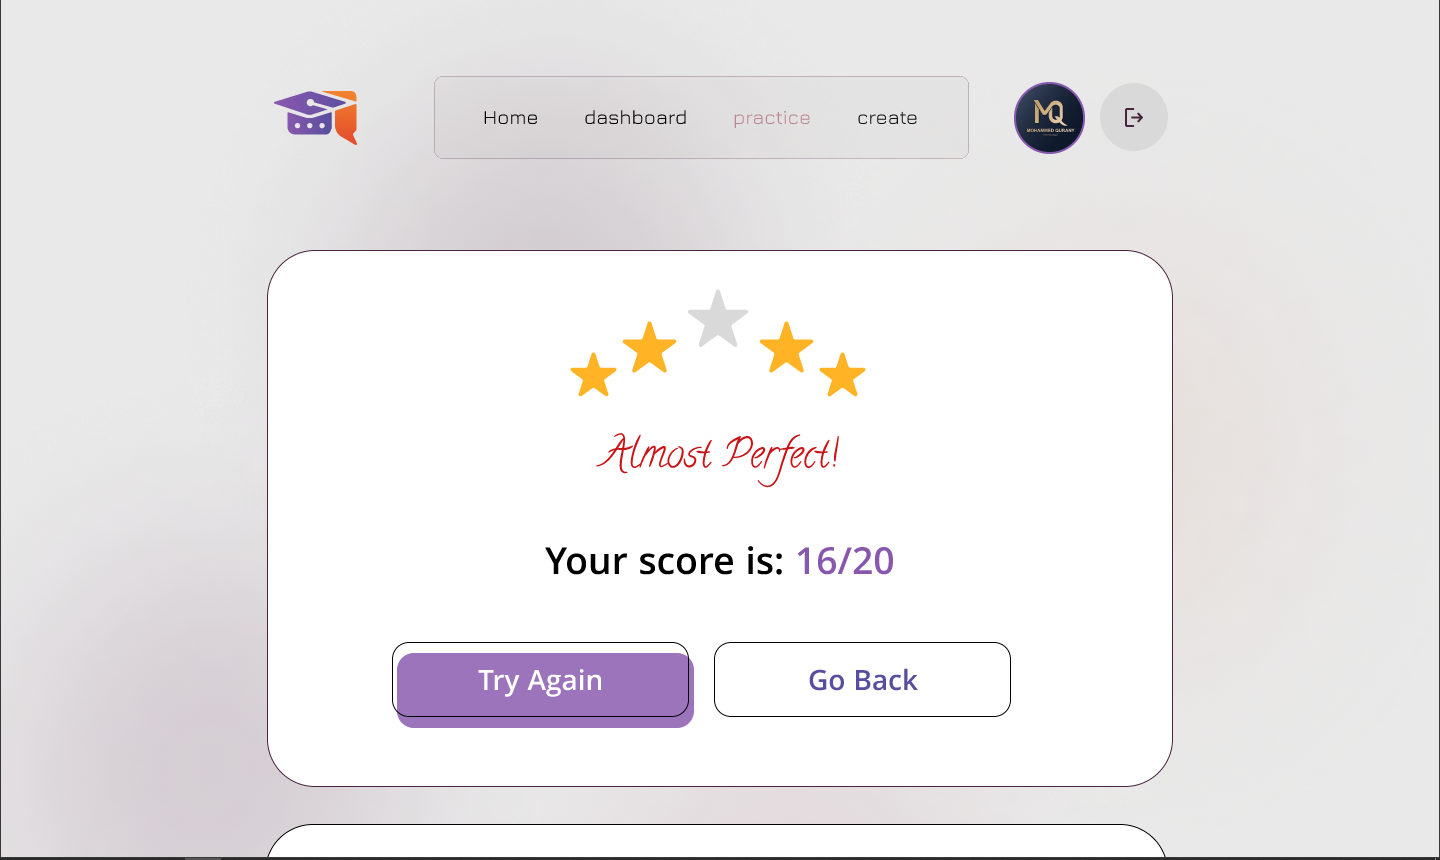 Home dashboard practice create
MQ
MOHAMMED QURANY
Almost Perfect!
Your score is: 16/20
Try Again Go Back